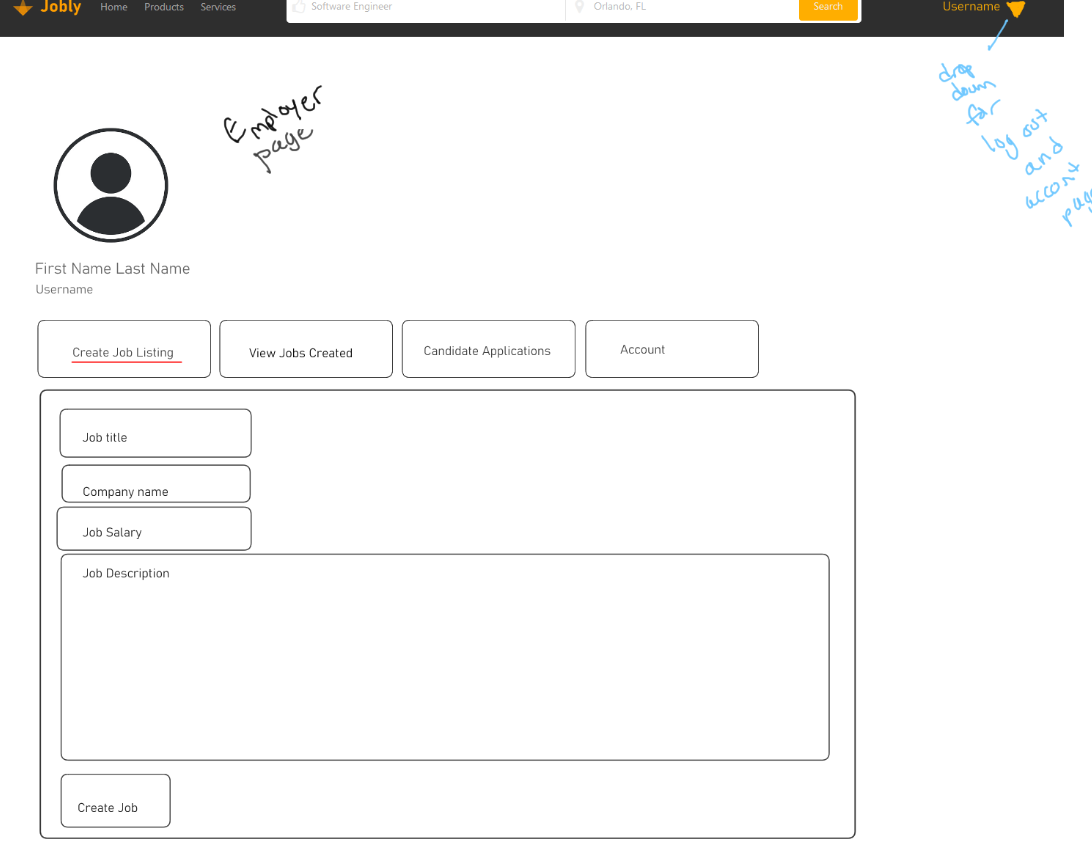 Jobly Home Products Services Software Engineer Orlando, FL Search Username
drop
down
for
log out
and
accont
page
Employer
page
First Name Last Name
Username
Create Job Listing View Jobs Created Candidate Applications Account
Job title
Company name
Job Salary
Job Description
Create Job